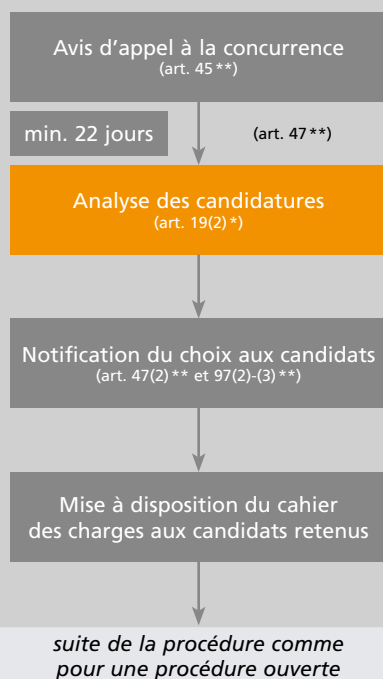 Avis d’appel à la concurrence
(art. 45**)
min. 22 jours
(art. 47**)
Analyse des candidatures
(art. 19(2)*)
Notification du choix aux candidats
(art. 47(2)** et 97(2)-(3)**)
Mise à disposition du cahier
des charges aux candidats retenus
suite de la procédure comme
pour une procédure ouverte